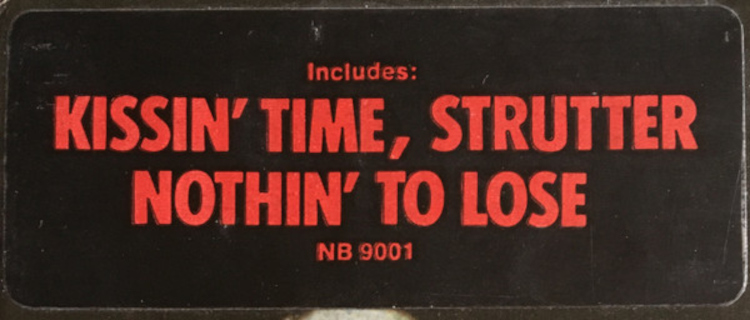 Includes:
KISSIN' TIME, STRUTTER
NOTHIN' TO LOSE
NB 9001